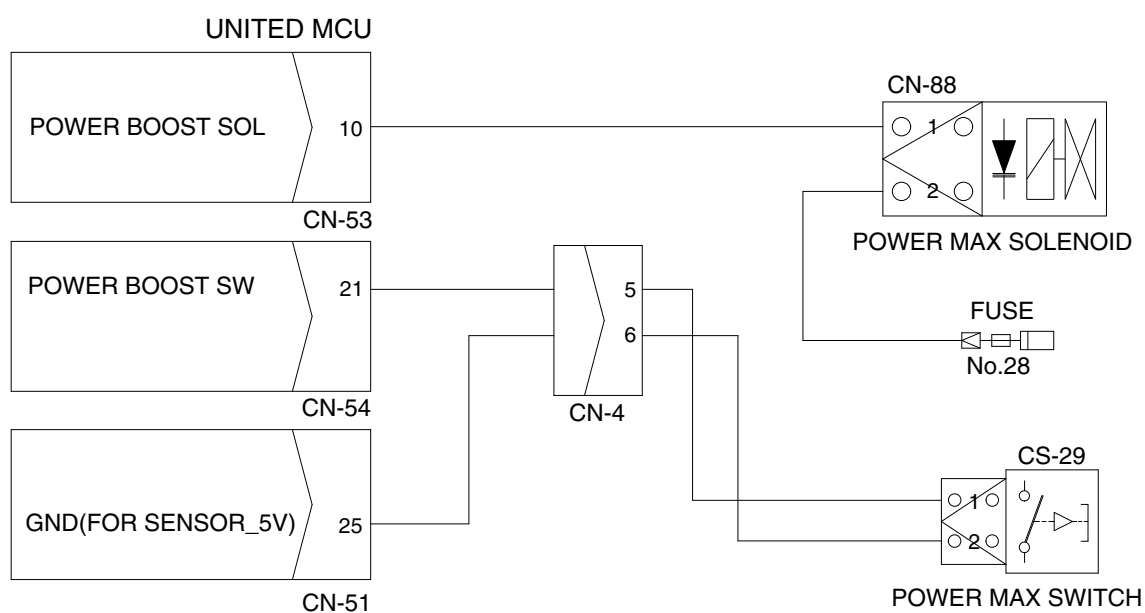 UNITED MCU
CN-88
POWER BOOST SOL
10
1
2
CN-53
POWER MAX SOLENOID
POWER BOOST SW
21
5
6
FUSE
No.28
CN-54
CN-4
CS-29
GND(FOR SENSOR_5V)
25
1
2
CN-51
POWER MAX SWITCH